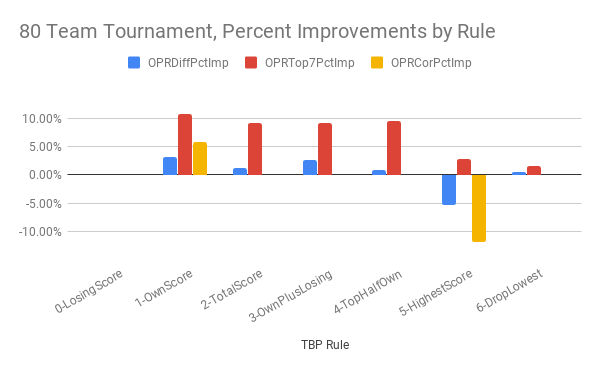 80 Team Tournament, Percent Improvements by Rule
OPRDiffPctImp OPRTop7PctImp OPRCorPctImp
10.00%
5.00%
0.00%
-5.00%
-10.00%
0-LosingScore
1-OwnScore
2-TotalScore
3-OwnPlusLosing
4-TopHalfOwn
5-HighestScore
6-DropLowest
TBP Rule